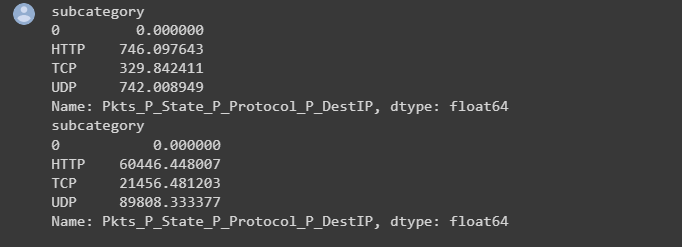 subcategory
0         0.000000
HTTP    746.097643
TCP     329.842411
UDP     742.008949
Name: Pkts_P_State_P_Protocol_P_DestIP, dtype: float64
subcategory
0           0.000000
HTTP    60446.448007
TCP     21456.481203
UDP     89808.333377
Name: Pkts_P_State_P_Protocol_P_DestIP, dtype: float64